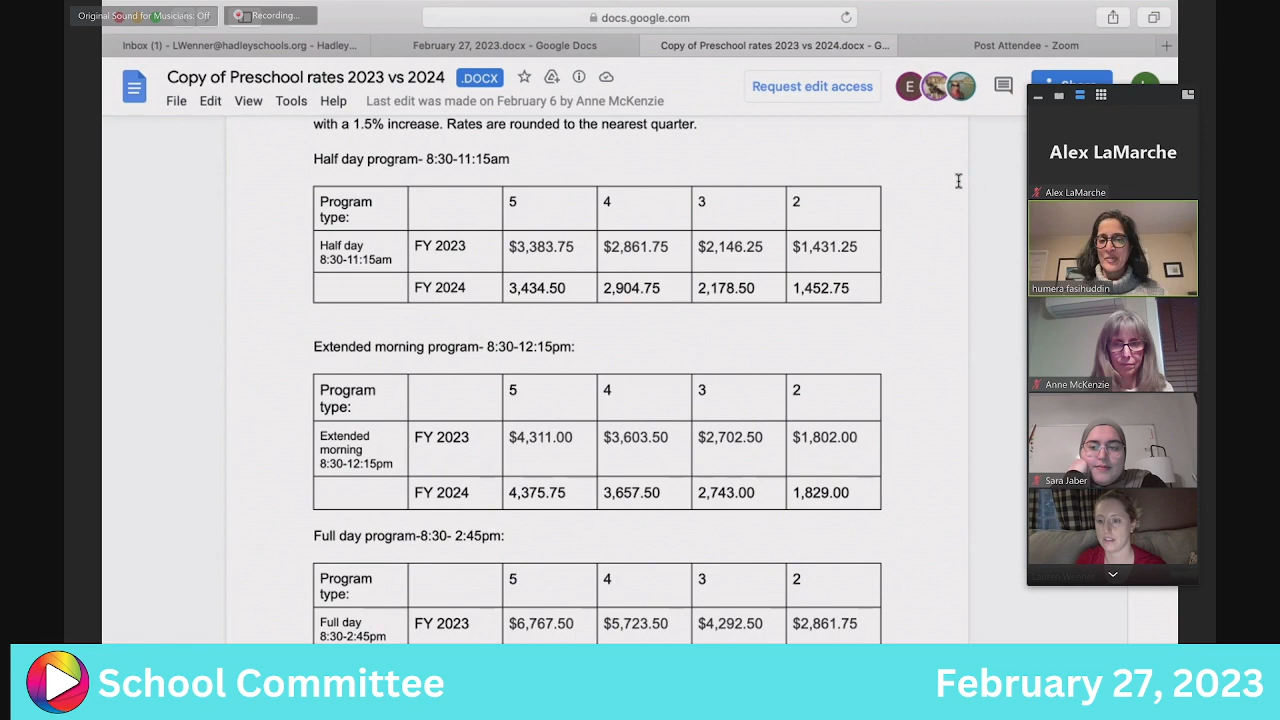 Original Sound for Musicians: Off
Recording...
docs.google.com
Inbox (1) - LWenner@hadleyschools.org - Hadley...
February 27, 2023.docx - Google Docs
Copy of Preschool rates 2023 vs 2024.docx - G...
Post Attendee - Zoom
Copy of Preschool rates 2023 vs 2024
.DOCX
Request edit access
E
Share
File Edit View Tools Help
Last edit was made on February 6 by Anne McKenzie
with a 1.5% increase. Rates are rounded to the nearest quarter.
Half day program- 8:30-11:15am
Program type: 5 4 3 2
Half day 8:30-11:15am FY 2023 $3,383.75 $2,861.75 $2,146.25 $1,431.25
FY 2024 3,434.50 2,904.75 2,178.50 1,452.75
Extended morning program- 8:30-12:15pm:
Program type: 5 4 3 2
Extended morning 8:30-12:15pm FY 2023 $4,311.00 $3,603.50 $2,702.50 $1,802.00
FY 2024 4,375.75 3,657.50 2,743.00 1,829.00
Full day program-8:30- 2:45pm:
Program type: 5 4 3 2
Full day 8:30-2:45pm FY 2023 $6,767.50 $5,723.50 $4,292.50 $2,861.75
Alex LaMarche
Alex LaMarche
humera fasihuddin
Anne McKenzie
Sara Jaber
Lauren Wenner
School Committee
February 27, 2023